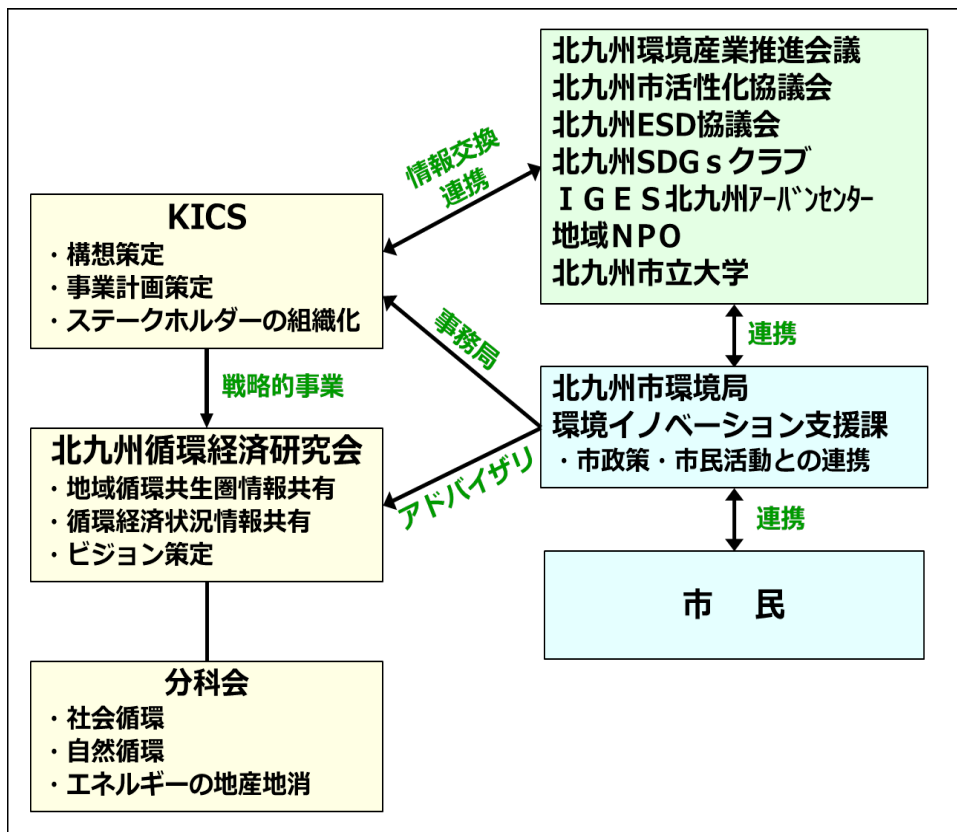 北九州環境産業推進会議
北九州市活性化協議会
北九州ESD協議会
北九州SDGsクラブ
ＩＧＥＳ北九州ｱｰﾊﾞﾝｾﾝﾀｰ
地域NPO
北九州市立大学
情報交換
連携
KICS
・構想策定
・事業計画策定
・ステークホルダーの組織化
事務局
連携
戦略的事業
北九州市環境局
環境イノベーション支援課
・市政策・市民活動との連携
北九州循環経済研究会
・地域循環共生圏情報共有
・循環経済状況情報共有
・ビジョン策定
アドバイザリ
連携
市　民
分科会
・社会循環
・自然循環
・エネルギーの地産地消